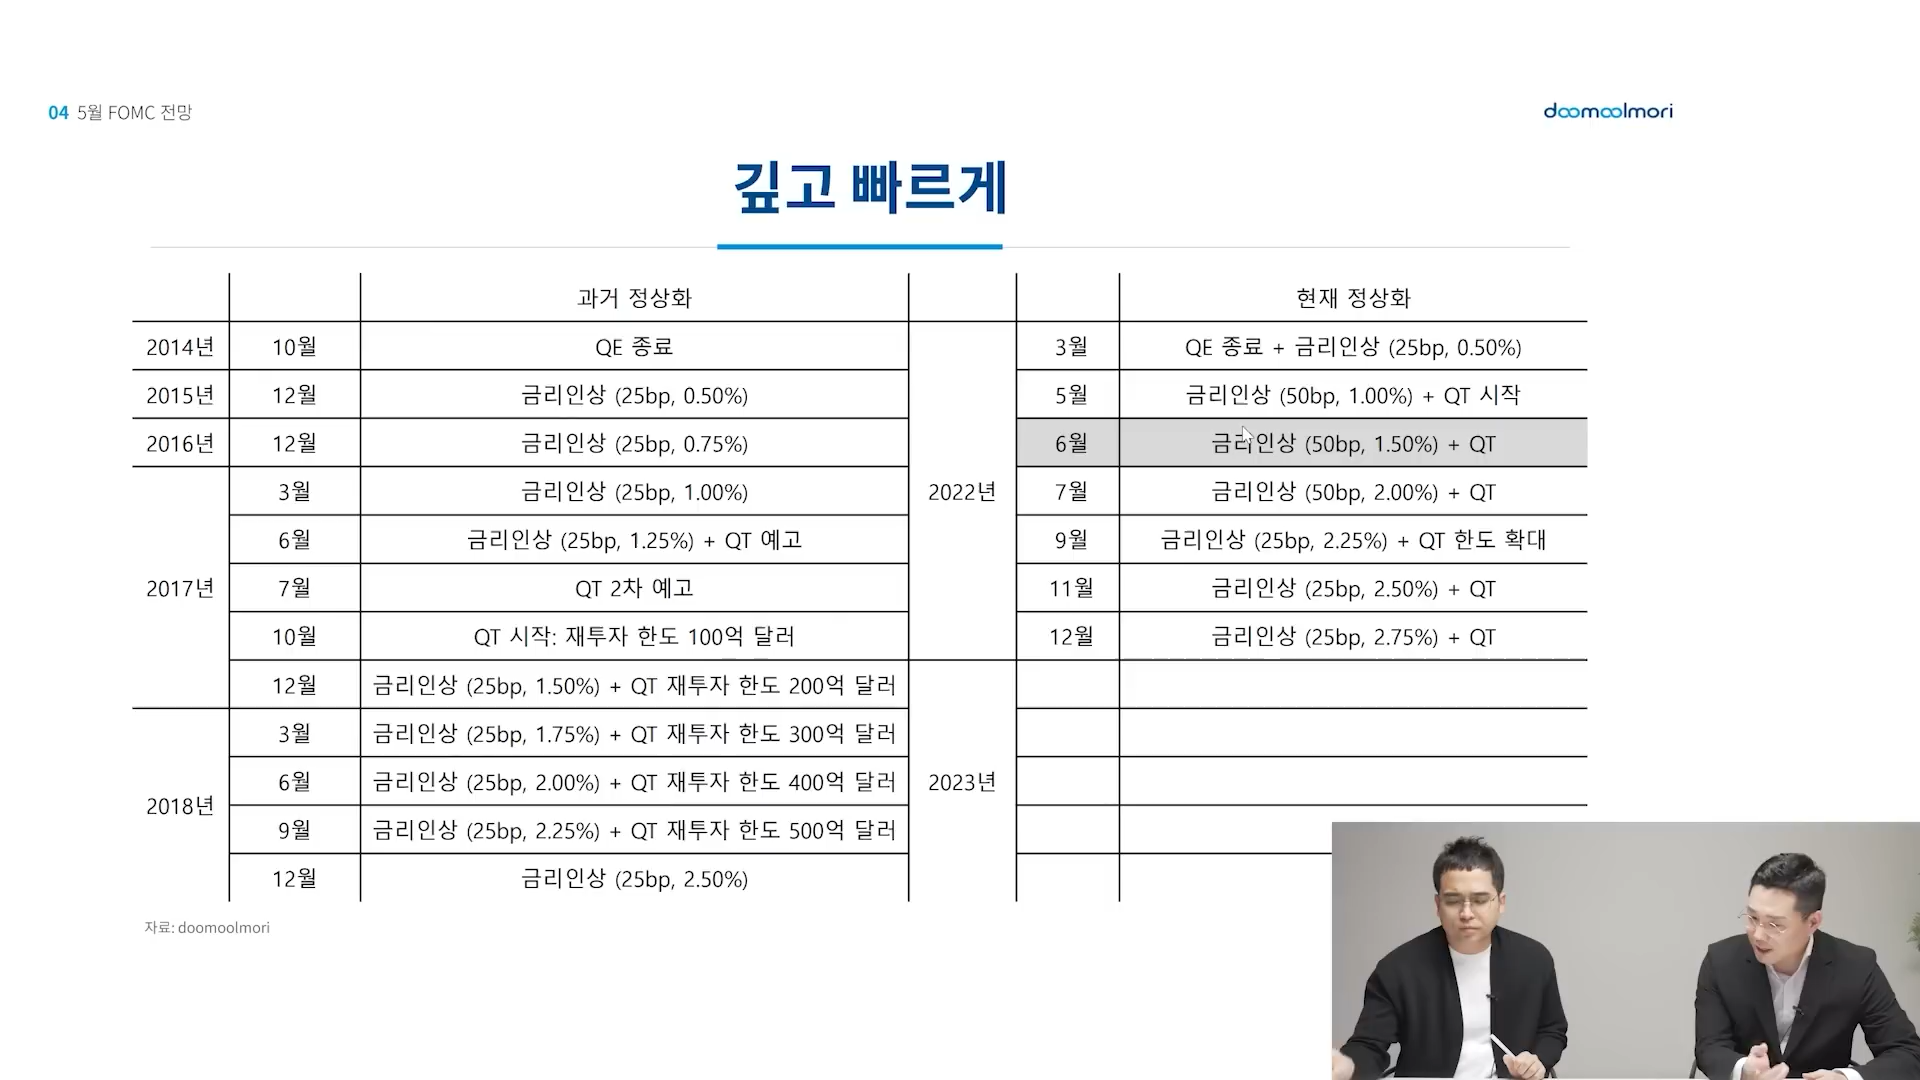 04 5월 FOMC 전망
doomoolmori
깊고 빠르게
과거 정상화 현재 정상화
2014년 10월 QE 종료 3월 QE 종료 + 금리인상 (25bp, 0.50%)
2015년 12월 금리인상 (25bp, 0.50%) 5월 금리인상 (50bp, 1.00%) + QT 시작
2016년 12월 금리인상 (25bp, 0.75%) 6월 금리인상 (50bp, 1.50%) + QT
3월 금리인상 (25bp, 1.00%) 2022년 7월 금리인상 (50bp, 2.00%) + QT
6월 금리인상 (25bp, 1.25%) + QT 예고 9월 금리인상 (25bp, 2.25%) + QT 한도 확대
2017년 7월 QT 2차 예고 11월 금리인상 (25bp, 2.50%) + QT
10월 QT 시작: 재투자 한도 100억 달러 12월 금리인상 (25bp, 2.75%) + QT
12월 금리인상 (25bp, 1.50%) + QT 재투자 한도 200억 달러
3월 금리인상 (25bp, 1.75%) + QT 재투자 한도 300억 달러
6월 금리인상 (25bp, 2.00%) + QT 재투자 한도 400억 달러 2023년
2018년
9월 금리인상 (25bp, 2.25%) + QT 재투자 한도 500억 달러
12월 금리인상 (25bp, 2.50%)
자료: doomoolmori